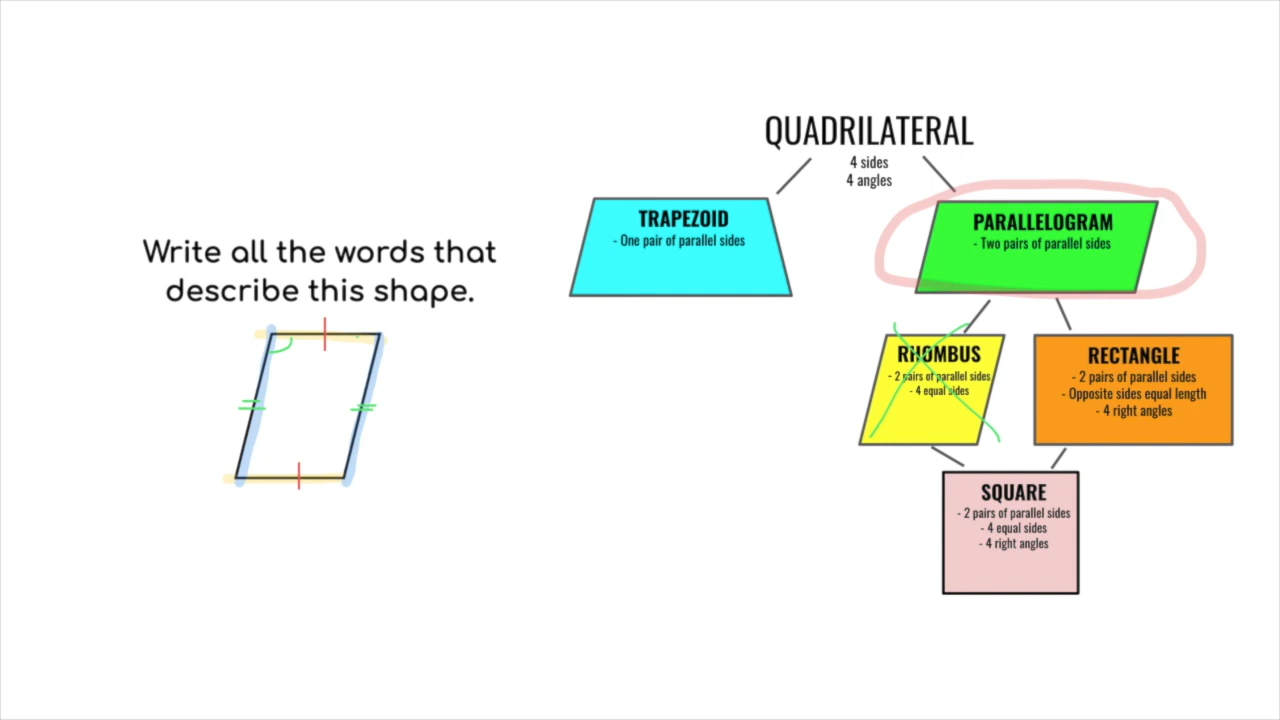 Write all the words that
describe this shape.
QUADRILATERAL
4 sides
4 angles
TRAPEZOID
- One pair of parallel sides
PARALLELOGRAM
- Two pairs of parallel sides
RHOMBUS
- 2 pairs of parallel sides
- 4 equal sides
RECTANGLE
- 2 pairs of parallel sides
- Opposite sides equal length
- 4 right angles
SQUARE
- 2 pairs of parallel sides
- 4 equal sides
- 4 right angles